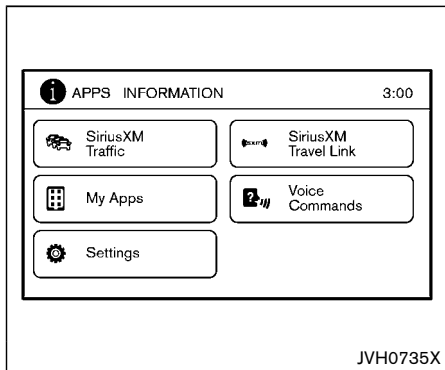 APPS INFORMATION 3:00
SiriusXM
Traffic
SiriusXM
Travel Link
My Apps
Voice
Commands
Settings
JVH0735X